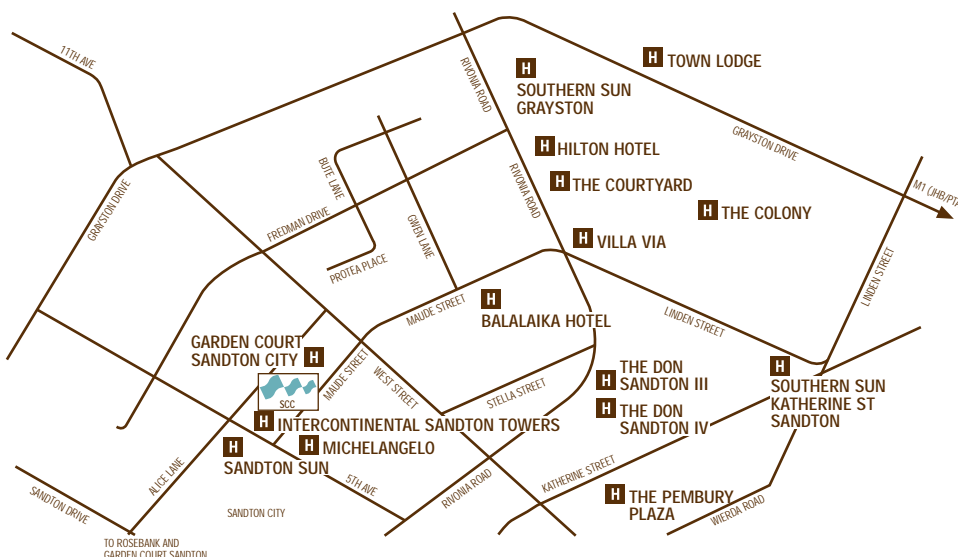 11TH AVE
RIVONIA ROAD
H
TOWN LODGE
H
SOUTHERN SUN
GRAYSTON
GRAYSTON DRIVE
H
HILTON HOTEL
BUTE LANE
RIVONIA ROAD
H
THE COURTYARD
M1 (JHB/PTA
GRAYSTON DRIVE
FREDMAN DRIVE
GWEN LANE
H
THE COLONY
H
VILLA VIA
PROTEA PLACE
LINDEN STREET
MAUDE STREET
H
BALALAIKA HOTEL
LINDEN STREET
GARDEN COURT
SANDTON CITY
H
MAUDE STREET
WEST STREET
SCC
STELLA STREET
H
THE DON
SANDTON III
H
SOUTHERN SUN
KATHERINE ST
SANDTON
H
THE DON
SANDTON IV
H
INTERCONTINENTAL SANDTON TOWERS
H
SANDTON SUN
H
MICHELANGELO
ALICE LANE
5TH AVE
RIVONIA ROAD
KATHERINE STREET
SANDTON DRIVE
SANDTON CITY
H
THE PEMBURY
PLAZA
WIERDA ROAD
TO ROSEBANK AND
GARDEN COURT SANDTON